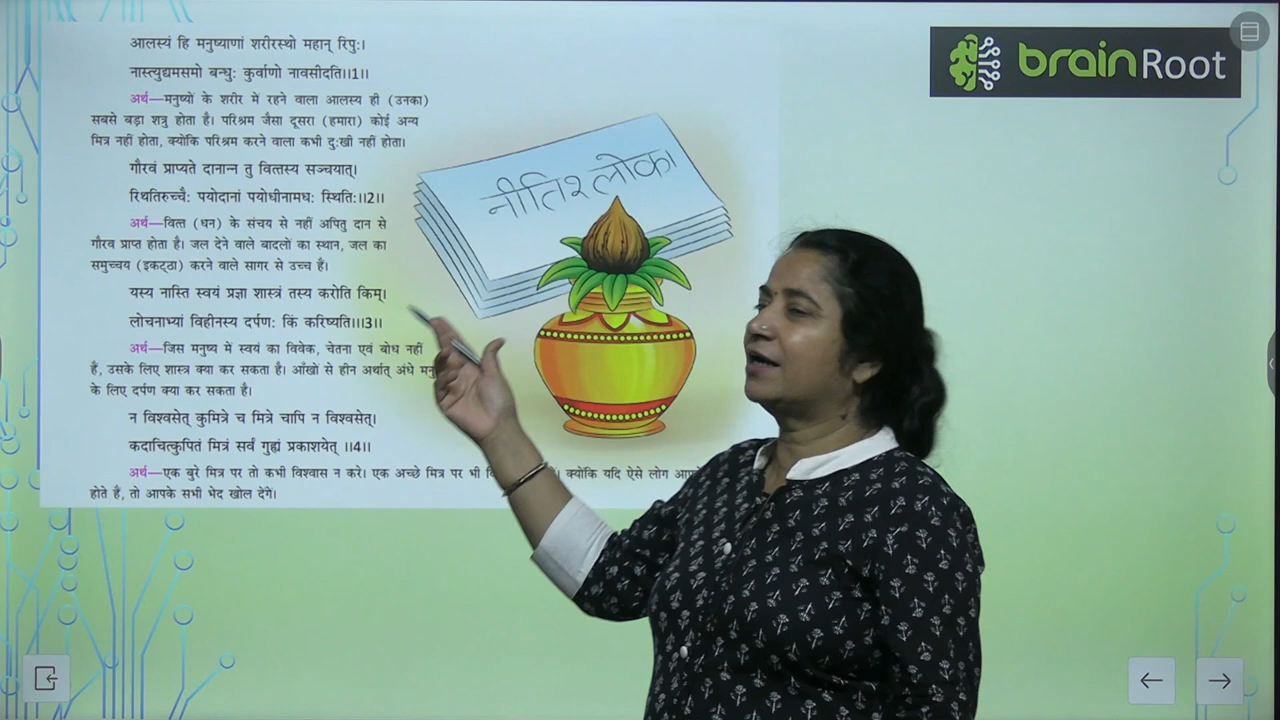 आलस्यं हि मनुष्याणां शरीरस्थो महान् रिपुः।
नास्त्युद्यमसमो बन्धुः कुर्वाणो नावसीदति।।1।।
अर्थ—मनुष्यों के शरीर में रहने वाला आलस्य ही (उनका)
सबसे बड़ा शत्रु होता है। परिश्रम जैसा दूसरा (हमारा) कोई अन्य
मित्र नहीं होता, क्योंकि परिश्रम करने वाला कभी दुःखी नहीं होता।
गौरवं प्राप्यते दानान्न तु वित्तस्य सञ्चयात्।
स्थितिरुच्चैः पयोदानां पयोधीनामधः स्थितिः।।2।।
अर्थ—वित्त (धन) के संचय से नहीं अपितु दान से
गौरव प्राप्त होता है। जल देने वाले बादलों का स्थान, जल का
समुच्चय (इकट्ठा) करने वाले सागर से उच्च हैं।
यस्य नास्ति स्वयं प्रज्ञा शास्त्रं तस्य करोति किम्।
लोचनाभ्यां विहीनस्य दर्पणः किं करिष्यति।।।3।।
अर्थ—जिस मनुष्य में स्वयं का विवेक, चेतना एवं बोध नहीं
हैं, उसके लिए शास्त्र क्या कर सकता है। आँखों से हीन अर्थात् अंधे
के लिए दर्पण क्या कर सकता है।
न विश्वसेत् कुमित्रे च मित्रे चापि न विश्वसेत्।
कदाचित्कुपितं मित्रं सर्वं गुह्यं प्रकाशयेत् ।।4।।
अर्थ—एक बुरे मित्र पर तो कभी विश्वास न करे। एक अच्छे मित्र पर भी क्योंकि यदि ऐसे लोग
होते हैं, तो आपके सभी भेद खोल देंगे।
नीतिश्लोका
brainRoot